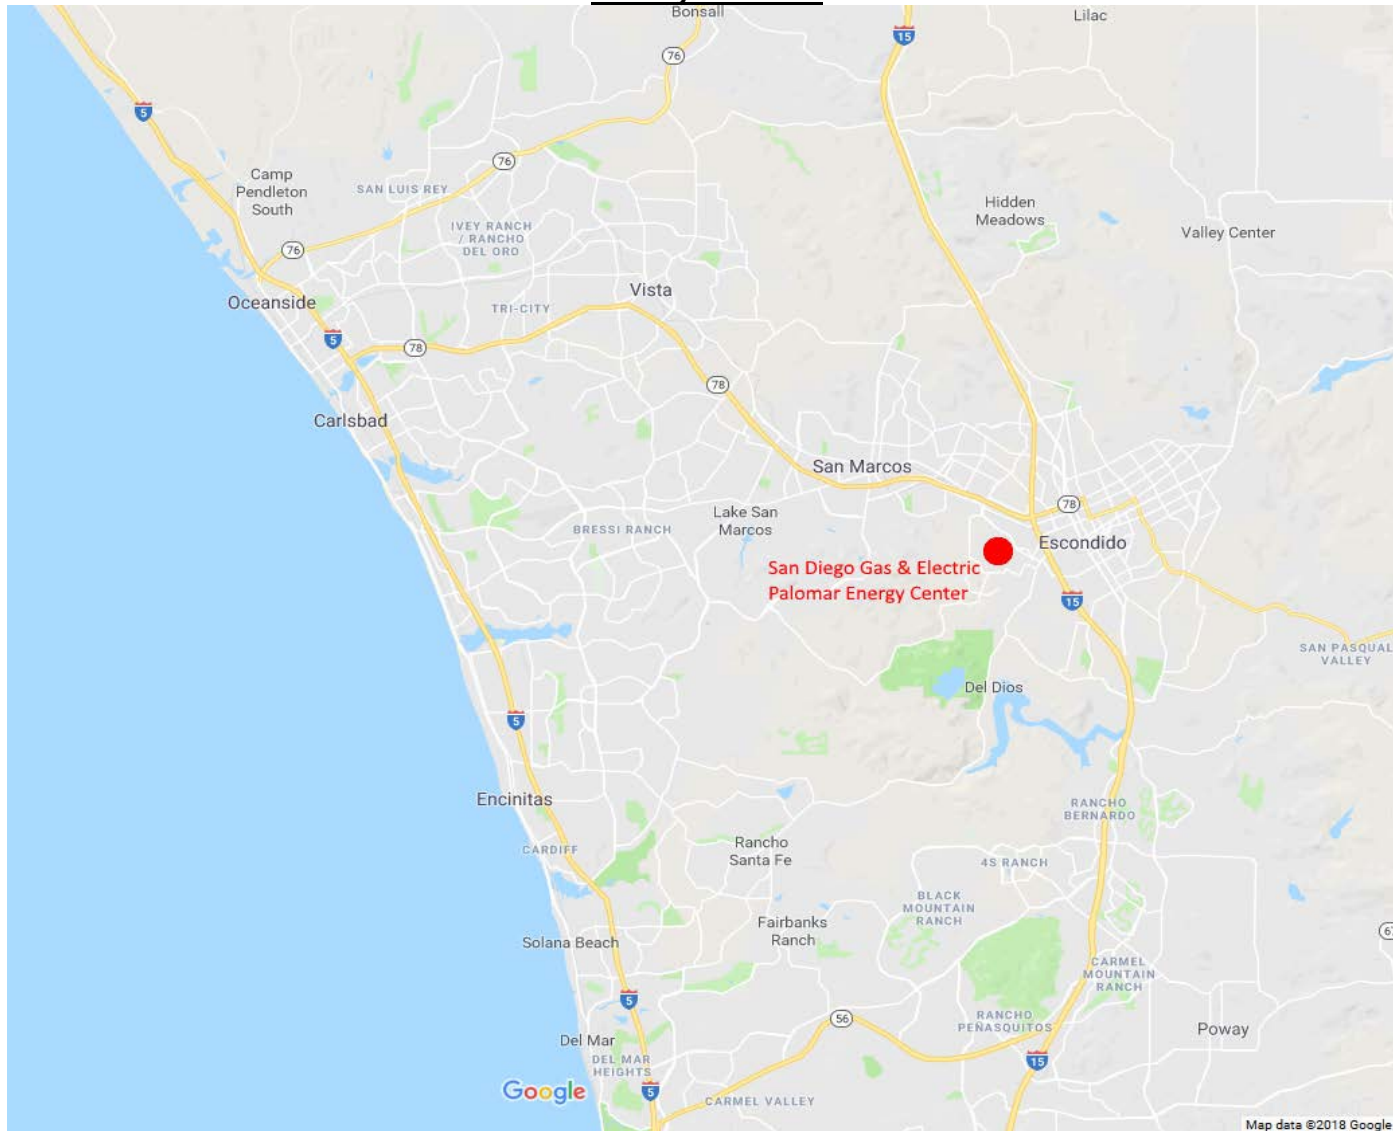 Bonsall
Lilac
15
76
5
76
Camp
Pendleton
South
SAN LUIS REY
Hidden
Meadows
IVEY RANCH
/ RANCHO
DEL ORO
Valley Center
76
Oceanside
Vista
TRI-CITY
5
78
78
Carlsbad
San Marcos
78
Lake San
Marcos
BRESSI RANCH
Escondido
San Diego Gas & Electric
Palomar Energy Center
15
SAN PASQUAL
VALLEY
Del Dios
5
Encinitas
RANCHO
BERNARDO
CARDIFF
Rancho
Santa Fe
4S RANCH
BLACK
MOUNTAIN
RANCH
Fairbanks
Ranch
Solana Beach
CARMEL
MOUNTAIN
RANCH
5
56
RANCHO
PEÑASQUITOS
Poway
Del Mar
DEL MAR
HEIGHTS
15
Google
5
CARMEL VALLEY
Map data ©2018 Google